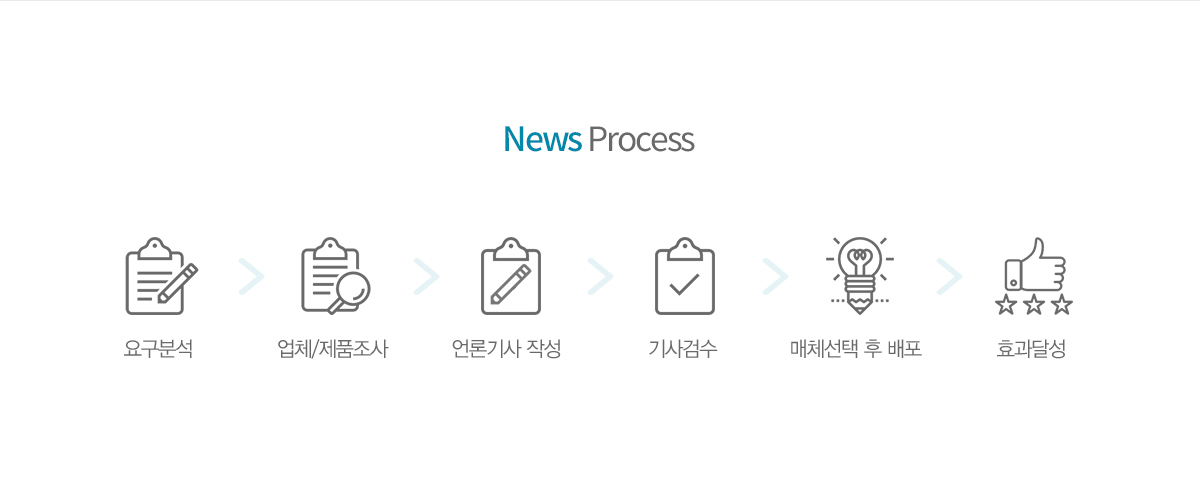 News Process
요구분석
업체/제품조사
언론기사 작성
기사검수
매체선택 후 배포
효과달성